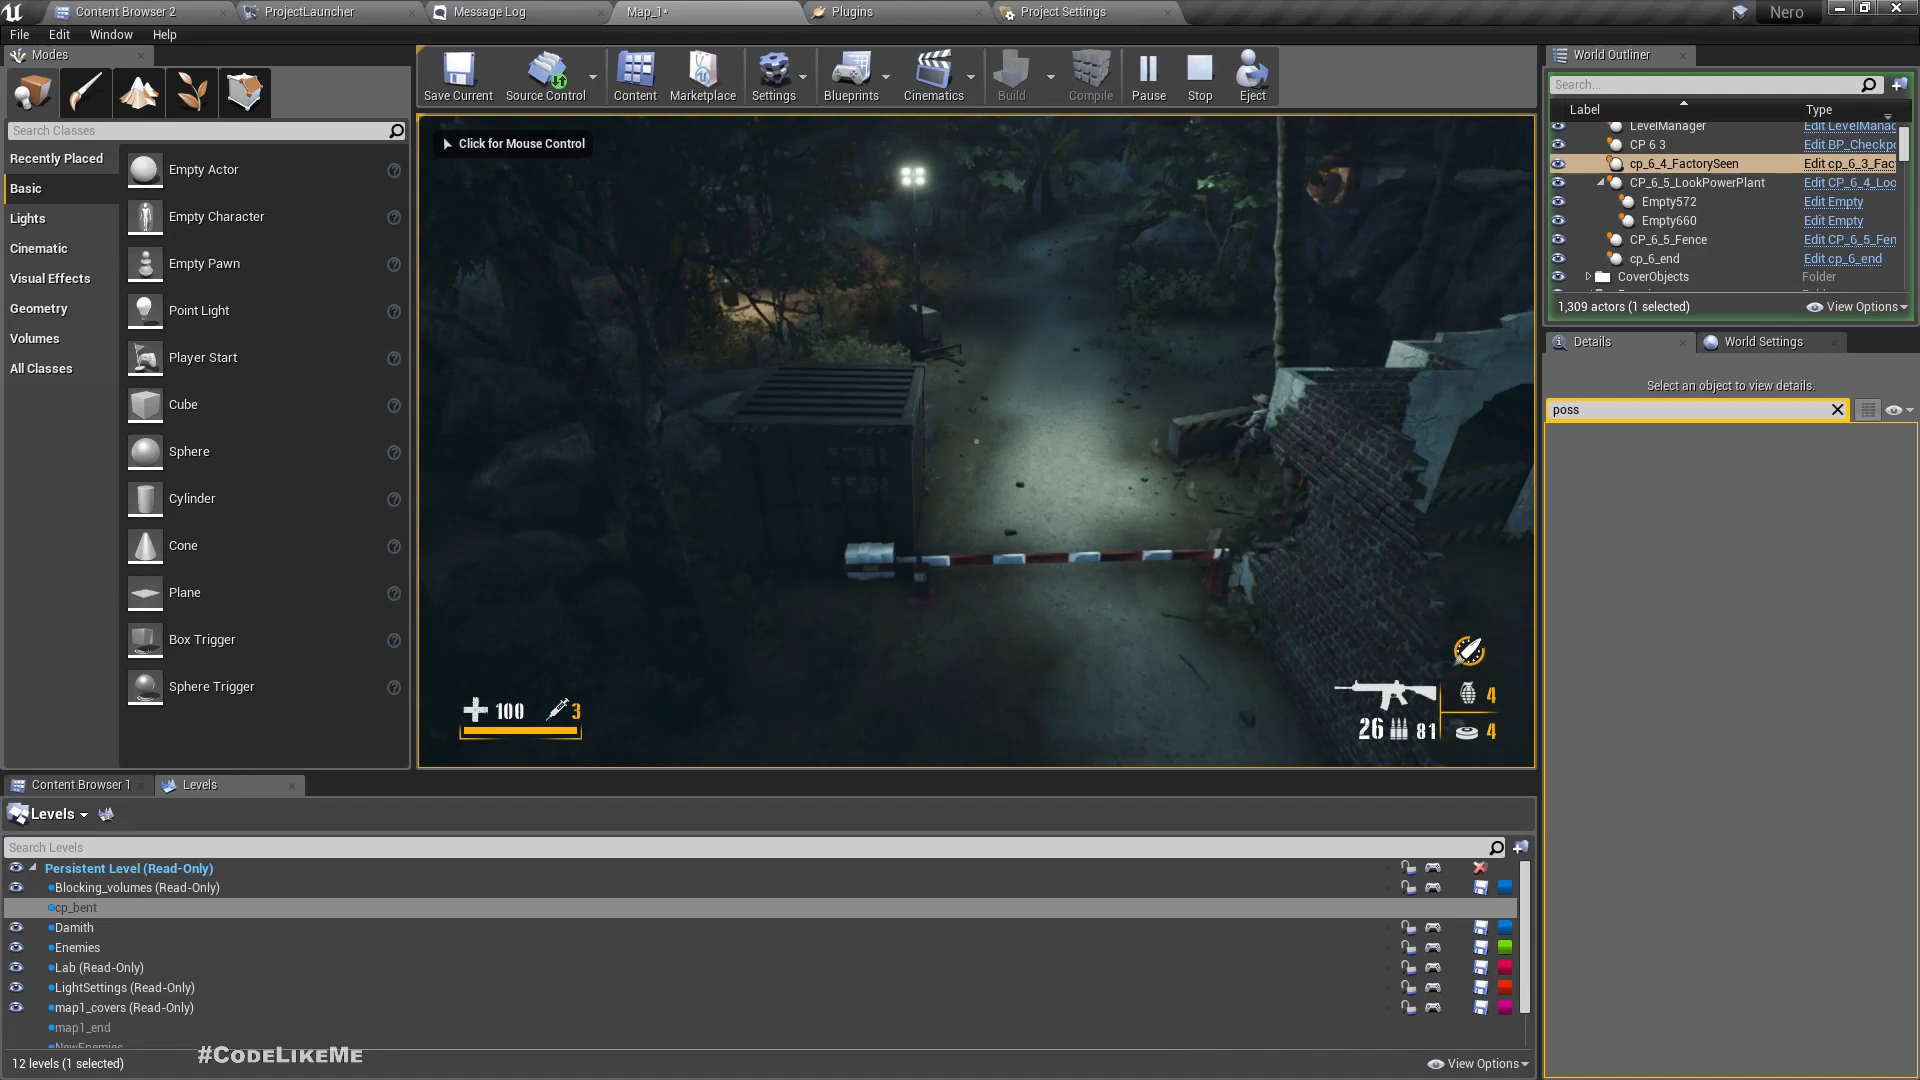 Content Browser 2
ProjectLauncher
Message Log
Map_1*
Plugins
Project Settings
Nero
File
Edit
Window
Help
Modes
World Outliner
Save Current
Source Control
Content
Marketplace
Settings
Blueprints
Cinematics
Build
Compile
Pause
Stop
Eject
Search...
Label
Type
LevelManager
Edit LevelManag
CP 6 3
Edit BP_Checkpo
cp_6_4_FactorySeen
Edit cp_6_3_Fac
CP_6_5_LookPowerPlant
Edit CP_6_4_Loo
Empty572
Edit Empty
Empty660
Edit Empty
CP_6_5_Fence
Edit CP_6_5_Fen
cp_6_end
Edit cp_6_end
CoverObjects
Folder
1,309 actors (1 selected)
View Options
Search Classes
Recently Placed
Basic
Lights
Cinematic
Visual Effects
Geometry
Volumes
All Classes
Empty Actor
Empty Character
Empty Pawn
Point Light
Player Start
Cube
Sphere
Cylinder
Cone
Plane
Box Trigger
Sphere Trigger
Click for Mouse Control
100
3
26
81
4
4
Details
World Settings
Select an object to view details.
poss
Content Browser 1
Levels
Levels
Search Levels
Persistent Level (Read-Only)
Blocking_volumes (Read-Only)
cp_bent
Damith
Enemies
Lab (Read-Only)
LightSettings (Read-Only)
map1_covers (Read-Only)
map1_end
NewEnemies
12 levels (1 selected)
View Options
#CodeLikeMe